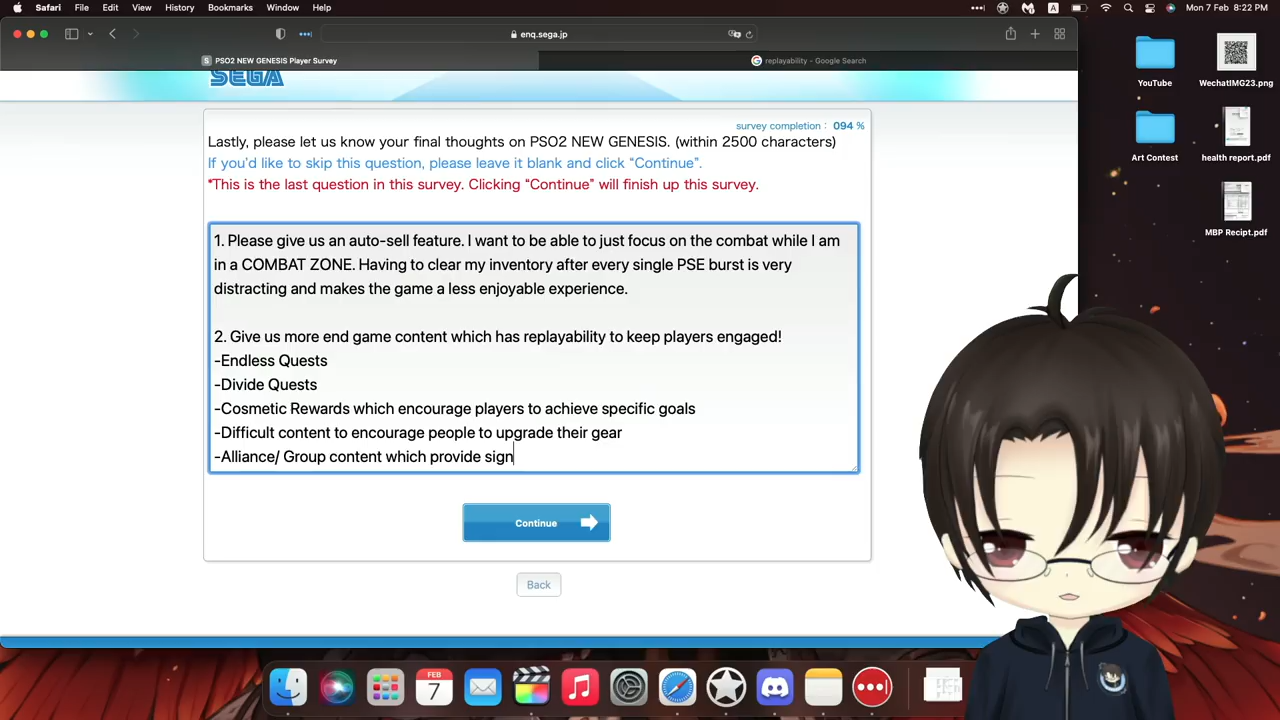 Safari File Edit View History Bookmarks Window Help
A
Mon 7 Feb 8:22 PM
enq.sega.jp
S PSO2 NEW GENESIS Player Survey
G replayability - Google Search
SEGA
survey completion : 094 %
Lastly, please let us know your final thoughts on PSO2 NEW GENESIS. (within 2500 characters)
If you'd like to skip this question, please leave it blank and click “Continue”.
*This is the last question in this survey. Clicking “Continue” will finish up this survey.
1. Please give us an auto-sell feature. I want to be able to just focus on the combat while I am
in a COMBAT ZONE. Having to clear my inventory after every single PSE burst is very
distracting and makes the game a less enjoyable experience.
2. Give us more end game content which has replayability to keep players engaged!
-Endless Quests
-Divide Quests
-Cosmetic Rewards which encourage players to achieve specific goals
-Difficult content to encourage people to upgrade their gear
-Alliance/ Group content which provide sign
Continue
Back
YouTube
WechatIMG23.png
Art Contest
health report.pdf
MBP Recipt.pdf
FEB
7